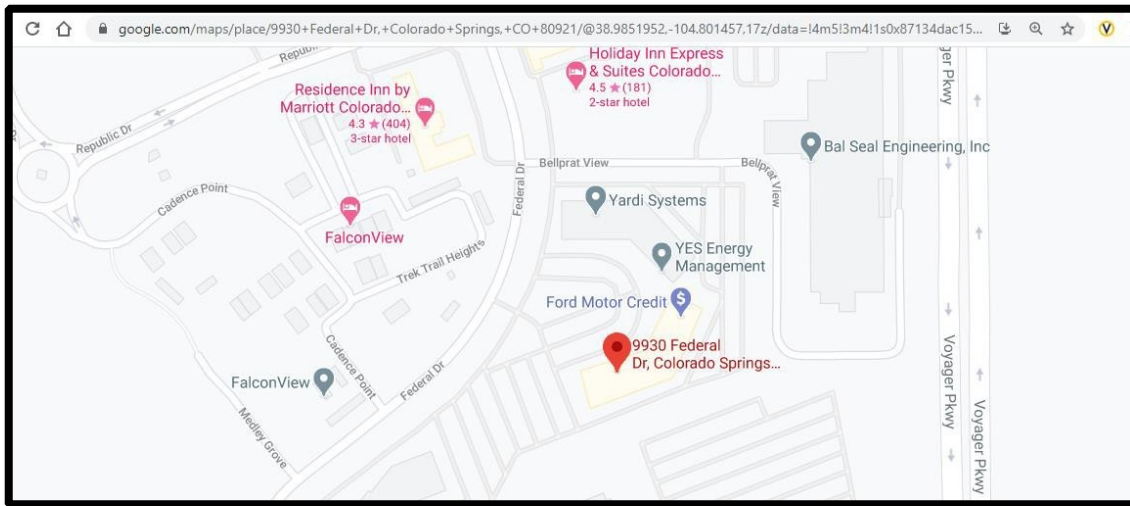 google.com/maps/place/9930+Federal+Dr,+Colorado+Springs,+CO+80921/@38.9851952,-104.801457,17z/data=!4m5!3m4!1s0x87134dac15...
V
Republic Dr
Holiday Inn Express
& Suites Colorado...
4.5 ★ (181)
2-star hotel
Voyager Pkwy
Residence Inn by
Marriott Colorado...
4.3 ★ (404)
3-star hotel
Republic Dr
Bal Seal Engineering, Inc
Bellprat View
Bellprat View
Federal Dr
Cadence Point
Yardi Systems
FalconView
Trek Trail Heights
YES Energy
Management
Ford Motor Credit
$
9930 Federal
Dr, Colorado Springs...
Cadence Point
FalconView
Federal Dr
Medley Grove
Voyager Pkwy
Voyager Pkwy